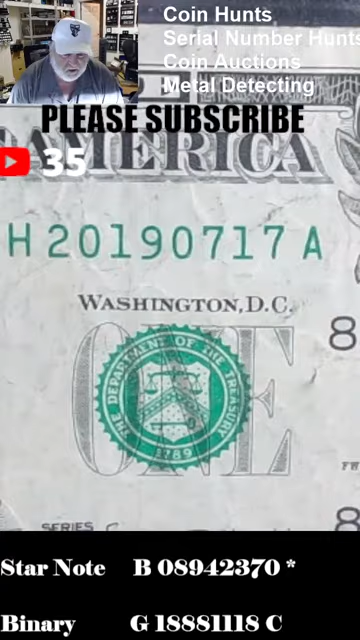 Coin Hunts
Serial Number Hunts
Coin Auctions
Metal Detecting
PLEASE SUBSCRIBE
AMERICA
35
H 20190717 A
WASHINGTON, D.C.
ONE
THE DEPARTMENT OF THE TREASURY
1789
8
FW
SERIES
8
Star Note B 08942370 *
Binary G 18881118 C